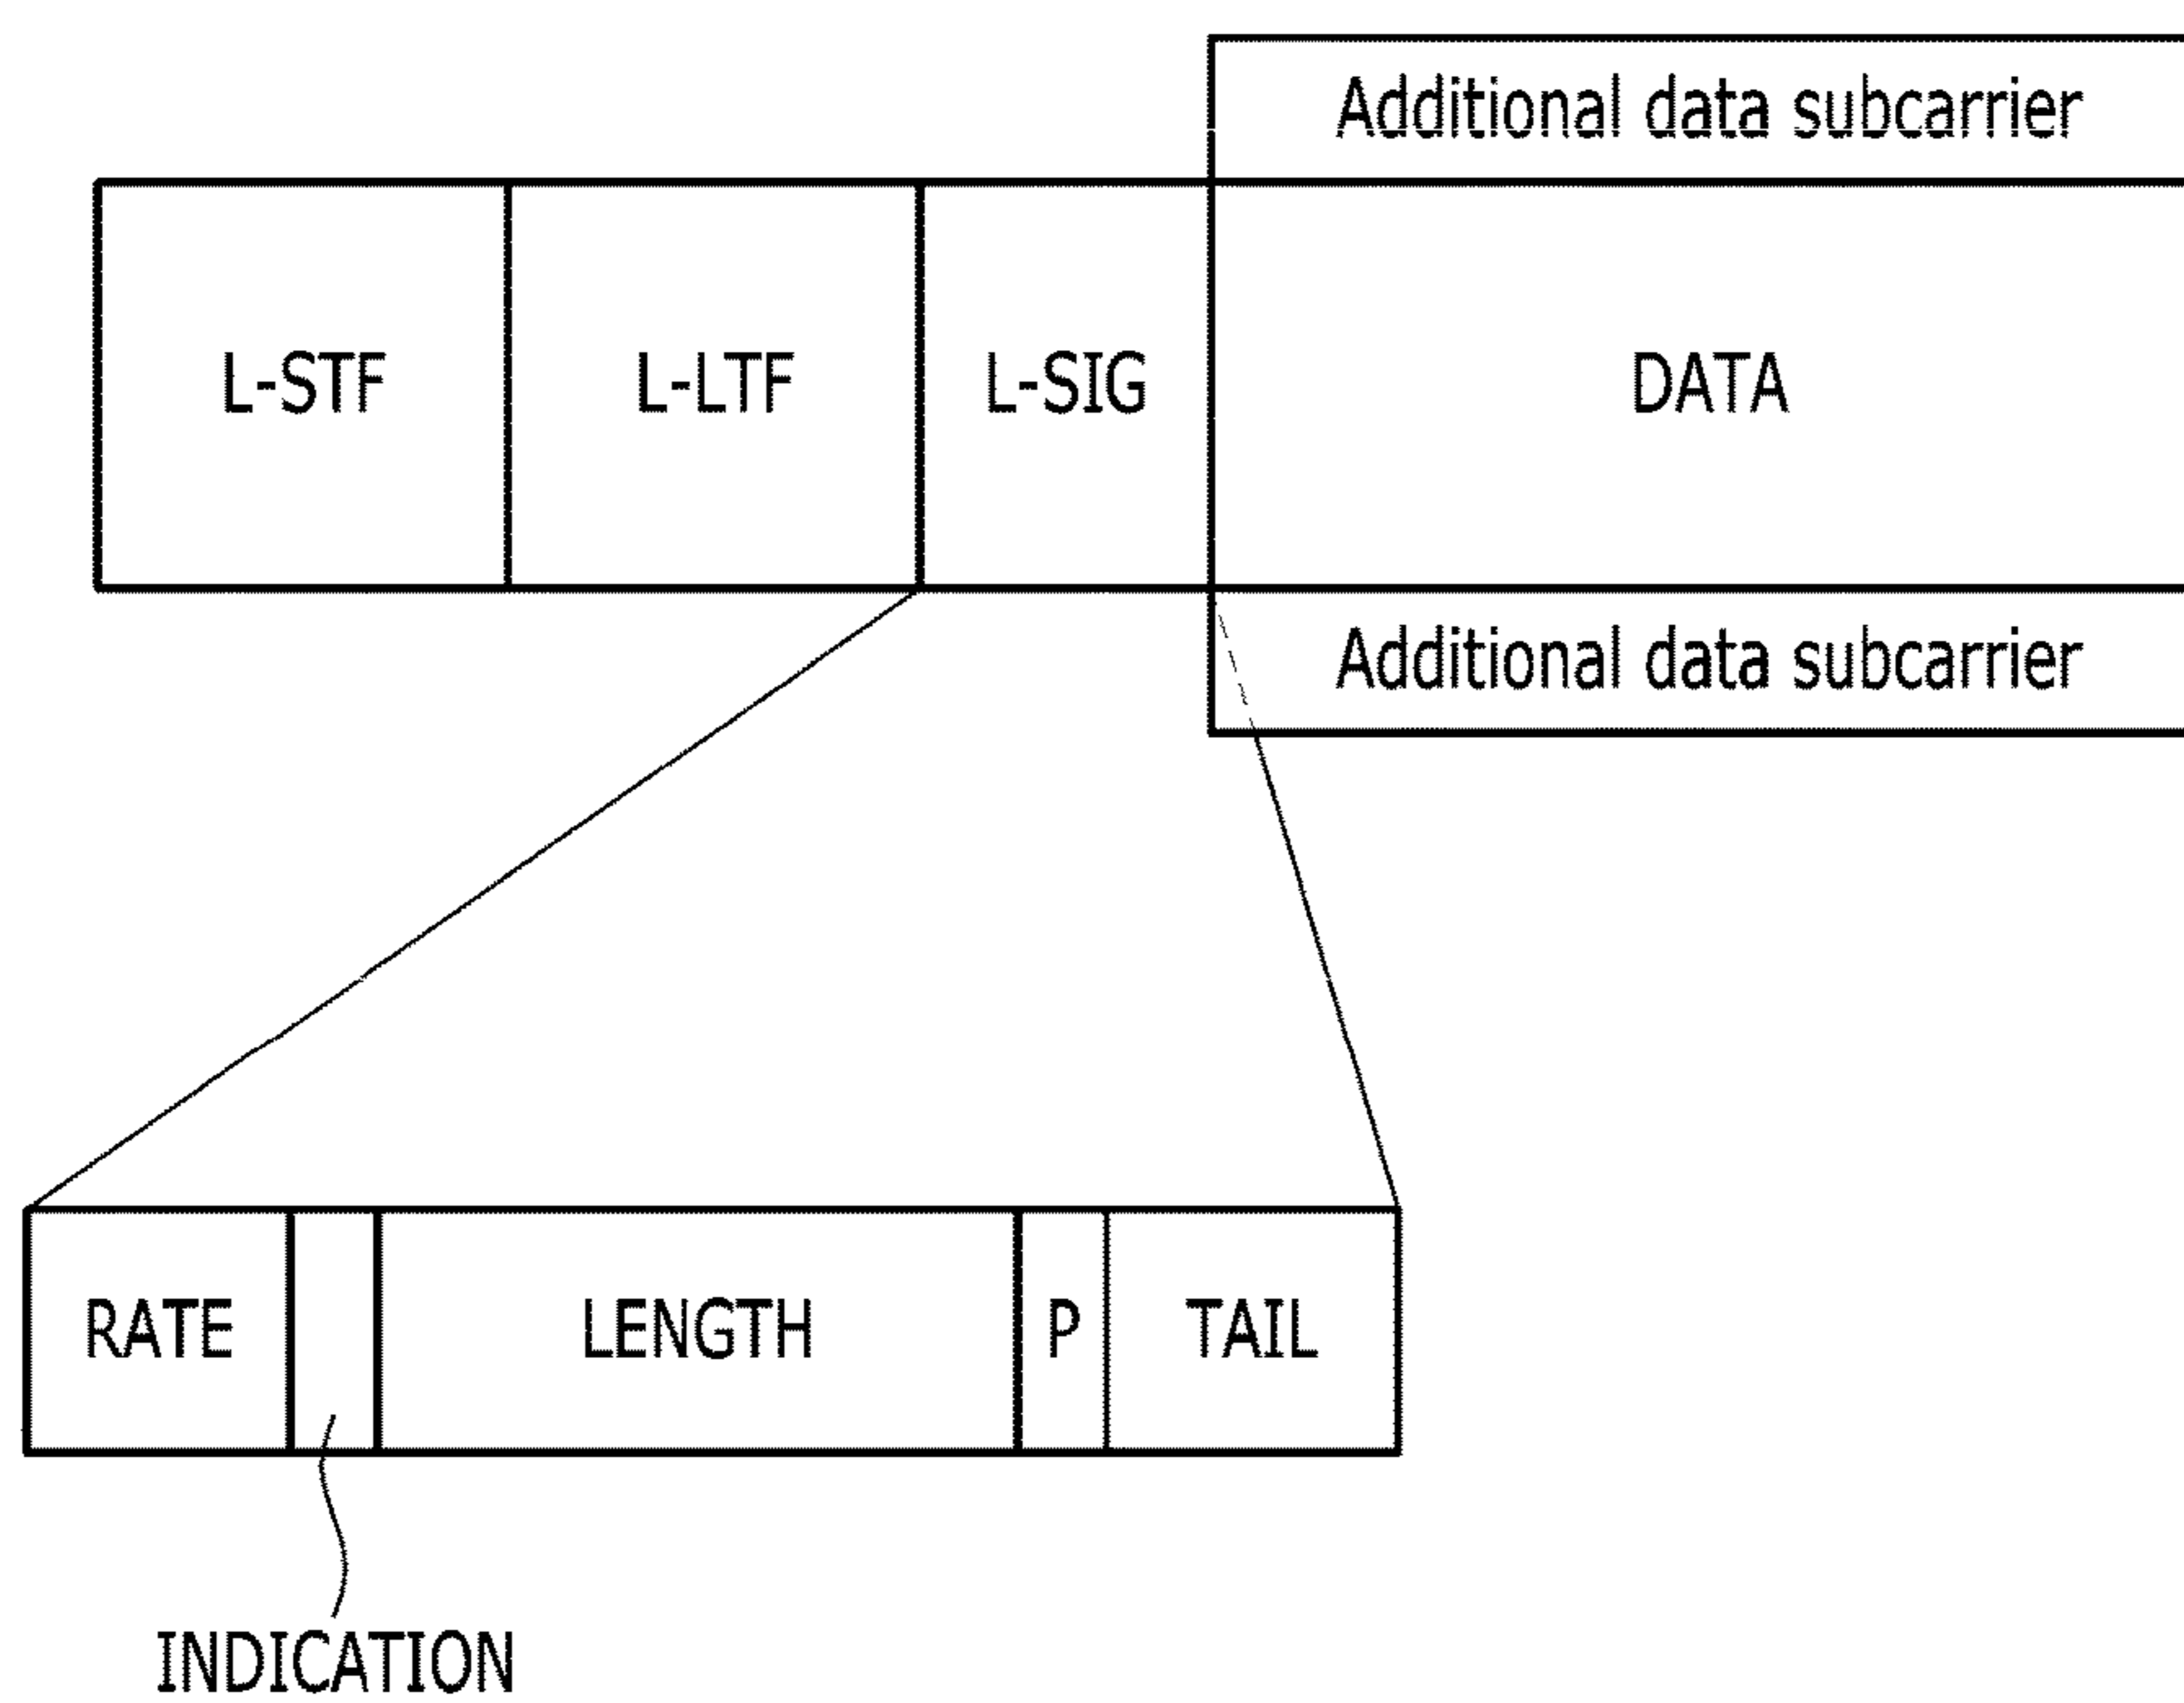 Additional data subcarrier
L-STF
L-LTF
L-SIG
DATA
Additional data subcarrier
RATE
LENGTH
P
TAIL
INDICATION